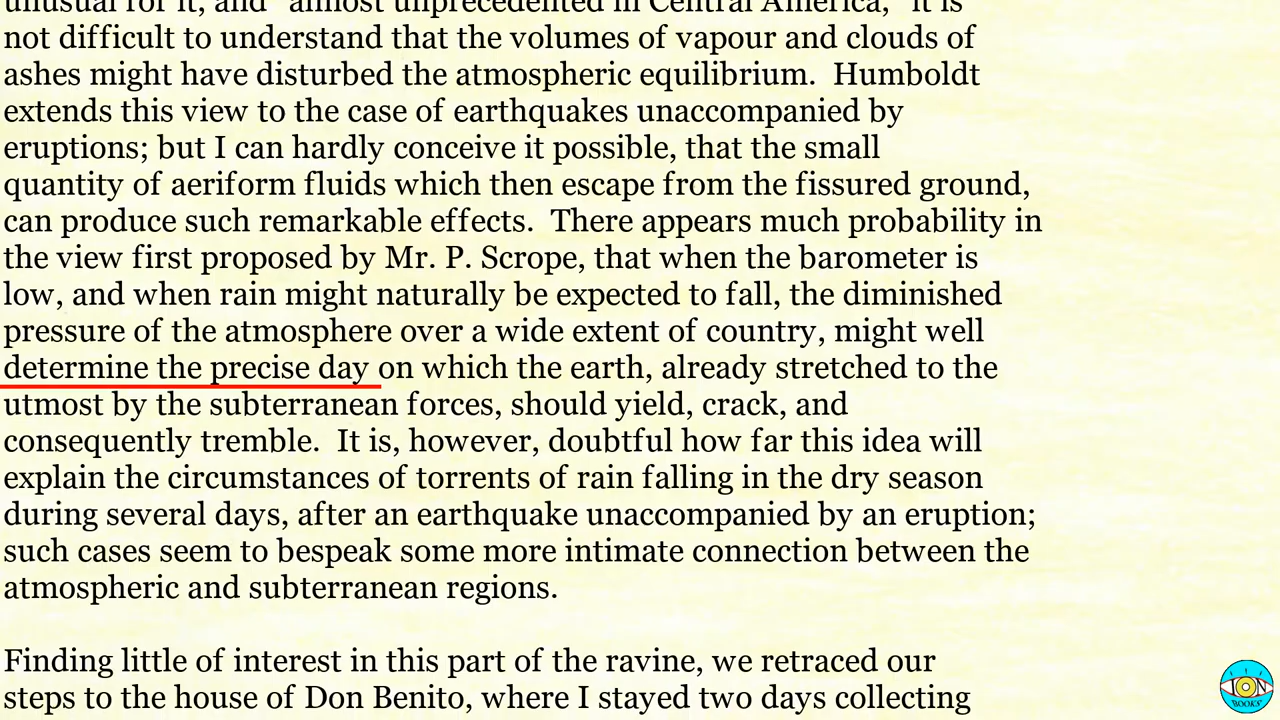 unusual for it, and "almost unprecedented in Central America," it is
not difficult to understand that the volumes of vapour and clouds of
ashes might have disturbed the atmospheric equilibrium.  Humboldt
extends this view to the case of earthquakes unaccompanied by
eruptions; but I can hardly conceive it possible, that the small
quantity of aeriform fluids which then escape from the fissured ground,
can produce such remarkable effects.  There appears much probability in
the view first proposed by Mr. P. Scrope, that when the barometer is
low, and when rain might naturally be expected to fall, the diminished
pressure of the atmosphere over a wide extent of country, might well
determine the precise day on which the earth, already stretched to the
utmost by the subterranean forces, should yield, crack, and
consequently tremble.  It is, however, doubtful how far this idea will
explain the circumstances of torrents of rain falling in the dry season
during several days, after an earthquake unaccompanied by an eruption;
such cases seem to bespeak some more intimate connection between the
atmospheric and subterranean regions.
Finding little of interest in this part of the ravine, we retraced our
steps to the house of Don Benito, where I stayed two days collecting
ION
BOOKS